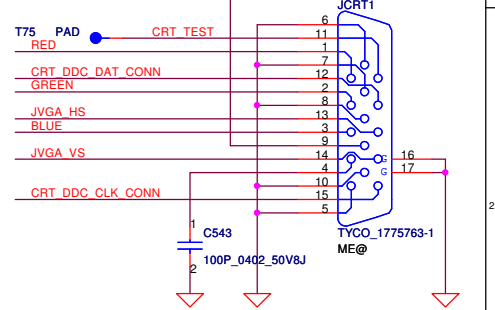 JCRT1
6
T75 PAD CRT_TEST 11
RED 1
7
CRT_DDC_DAT_CONN 12
GREEN 2
8
JVGA_HS 13
BLUE 3
9
JVGA_VS 14 G 16
4 G 17
10
CRT_DDC_CLK_CONN 15
5
2
1
C543 TYCO_1775763-1
ME@
100P_0402_50V8J
2